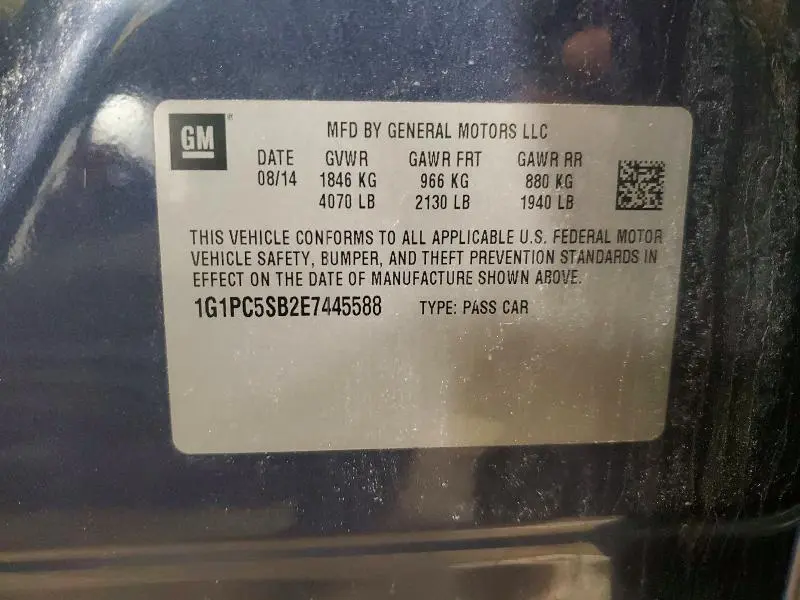 GM
MFD BY GENERAL MOTORS LLC
DATE GVWR GAWR FRT GAWR RR
08/14 1846 KG 966 KG 880 KG
4070 LB 2130 LB 1940 LB
THIS VEHICLE CONFORMS TO ALL APPLICABLE U.S. FEDERAL MOTOR
VEHICLE SAFETY, BUMPER, AND THEFT PREVENTION STANDARDS IN
EFFECT ON THE DATE OF MANUFACTURE SHOWN ABOVE.
1G1PC5SB2E7445588 TYPE: PASS CAR